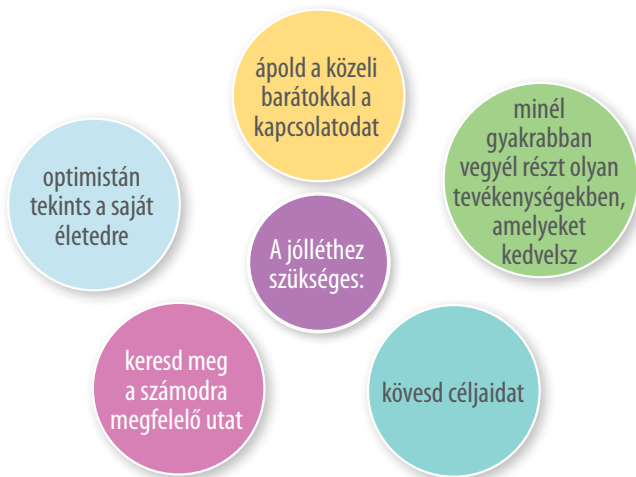 ápold a közeli
barátokkal a
kapcsolatodat
minél
gyakrabban
vegyél részt olyan
tevékenységekben,
amelyeket
kedvelsz
optimistán
tekints a saját
életedre
A jólléthez
szükséges:
keresd meg
a számodra
megfelelő utat
kövesd céljaidat